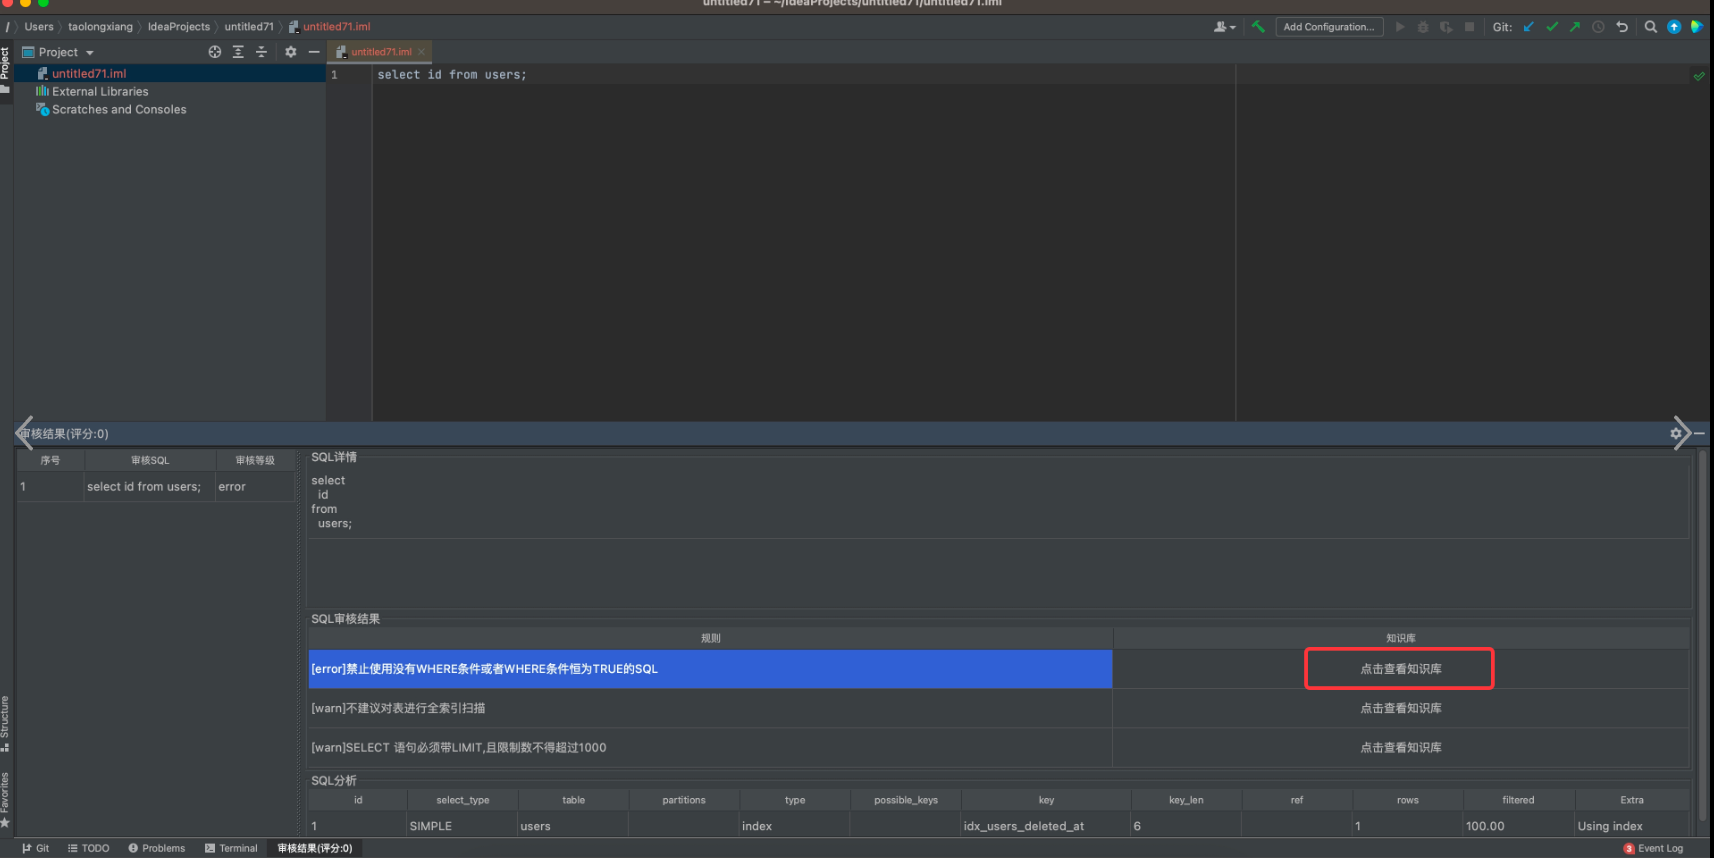 untitled71 – ~/IdeaProjects/untitled71/untitled71.iml
/ Users taolongxiang IdeaProjects untitled71 untitled71.iml
Add Configuration...
Git:
Project
Project
untitled71.iml
untitled71.iml
External Libraries
Scratches and Consoles
1 select id from users;
审核结果(评分:0)
序号 审核SQL 审核等级
1 select id from users; error
SQL详情
select
id
from
users;
SQL审核结果
规则 知识库
[error]禁止使用没有WHERE条件或者WHERE条件恒为TRUE的SQL 点击查看知识库
[warn]不建议对表进行全索引扫描 点击查看知识库
[warn]SELECT 语句必须带LIMIT,且限制数不得超过1000 点击查看知识库
SQL分析
id select_type table partitions type possible_keys key key_len ref rows filtered Extra
1 SIMPLE users index idx_users_deleted_at 6 1 100.00 Using index
Structure
Favorites
Git TODO Problems Terminal 审核结果(评分:0)
3 Event Log